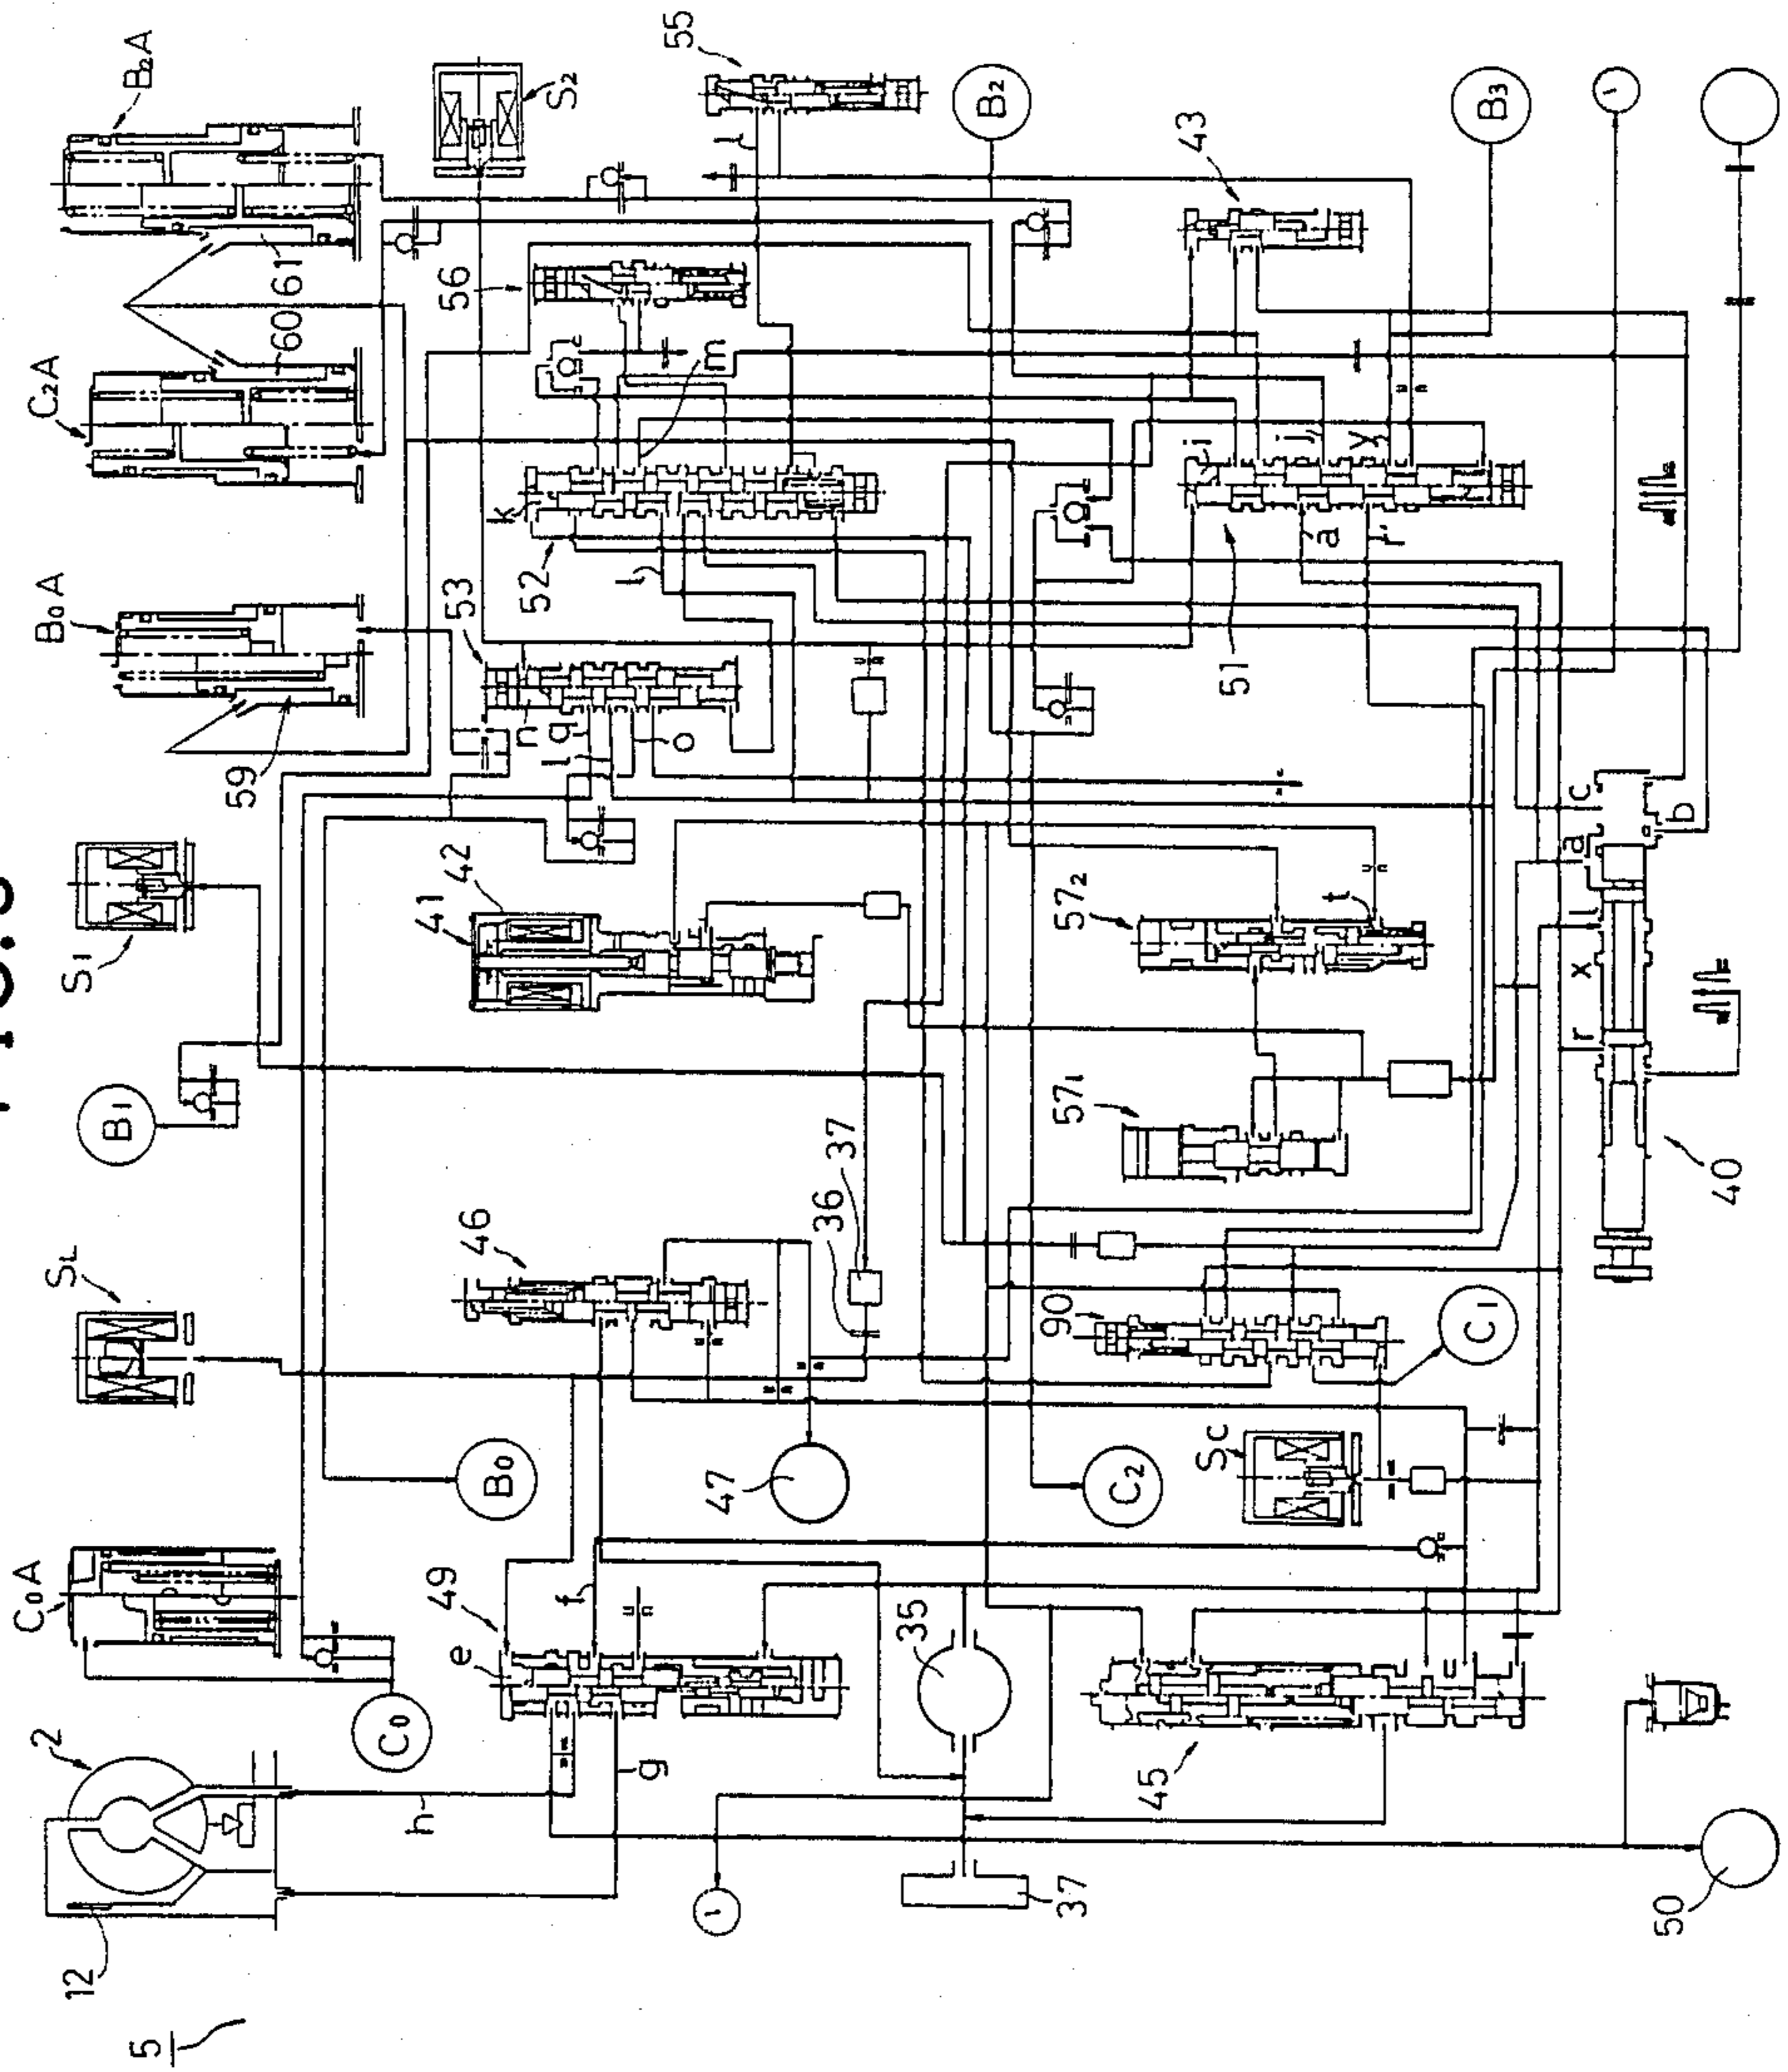 55
B₂A
S₂
B₂
B₃
43
61
56
60
C₂A
m
i
j
y
k
52
l
a
r
51
B₀A
53
59
n
q
l
o
S₁
42
41
57₂
t
c
b
a
l
x
r
40
B₁
57₁
46
37
36
S_L
90
C₁
B₀
47
C₂
Sc
C₀A
49
f
e
35
45
C₀
2
g
h
37
50
12
5